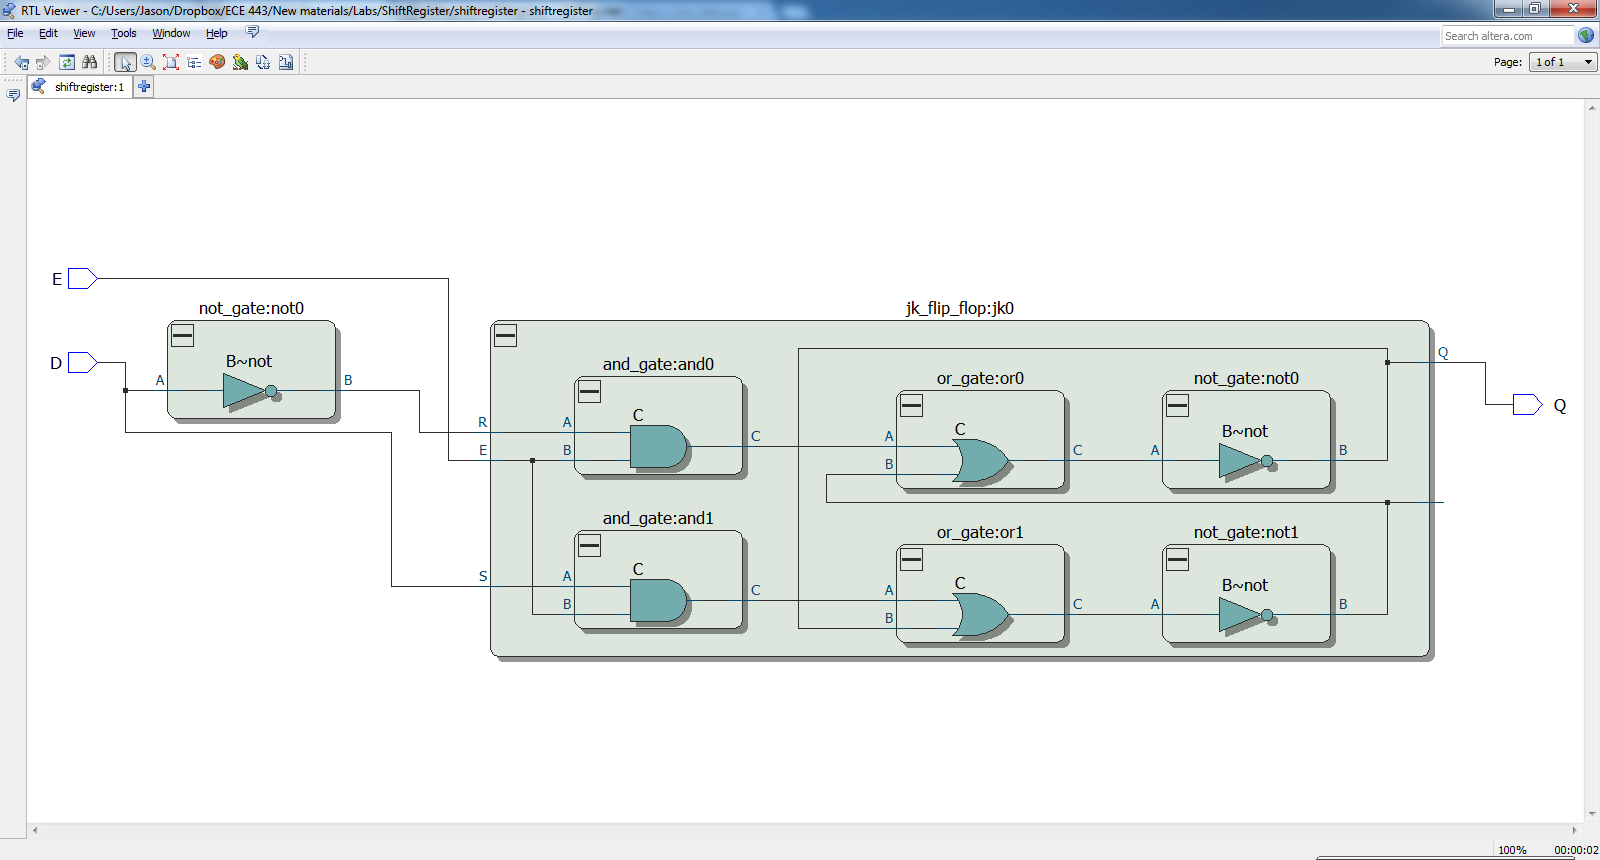 RTL Viewer - C:/Users/Jason/Dropbox/ECE 443/New materials/Labs/ShiftRegister/shiftregister - shiftregister
File Edit View Tools Window Help
Search altera.com
Page: 1 of 1
shiftregister:1
E
not_gate:not0
D
A
B~not
B
jk_flip_flop:jk0
R
E
S
and_gate:and0
A
B
C
C
and_gate:and1
A
B
C
C
or_gate:or0
A
B
C
C
or_gate:or1
A
B
C
C
not_gate:not0
A
B~not
B
not_gate:not1
A
B~not
B
Q
Q
100% 00:00:02